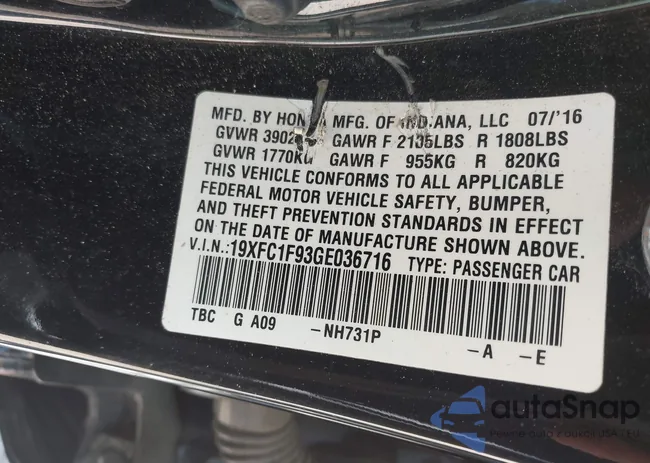 MFD. BY HONDA MFG. OF INDIANA, LLC 07/'16
GVWR GAWR F 2135LBS R 1808LBS
GVWR 1770KG GAWR F 955KG R 820KG
THIS VEHICLE CONFORMS TO ALL APPLICABLE
FEDERAL MOTOR VEHICLE SAFETY, BUMPER,
AND THEFT PREVENTION STANDARDS IN EFFECT
ON THE DATE OF MANUFACTURE SHOWN ABOVE.
V.I.N.:19XFC1F93GE036716 TYPE: PASSENGER CAR
TBC G A09 -NH731P -A -E
autaSnap